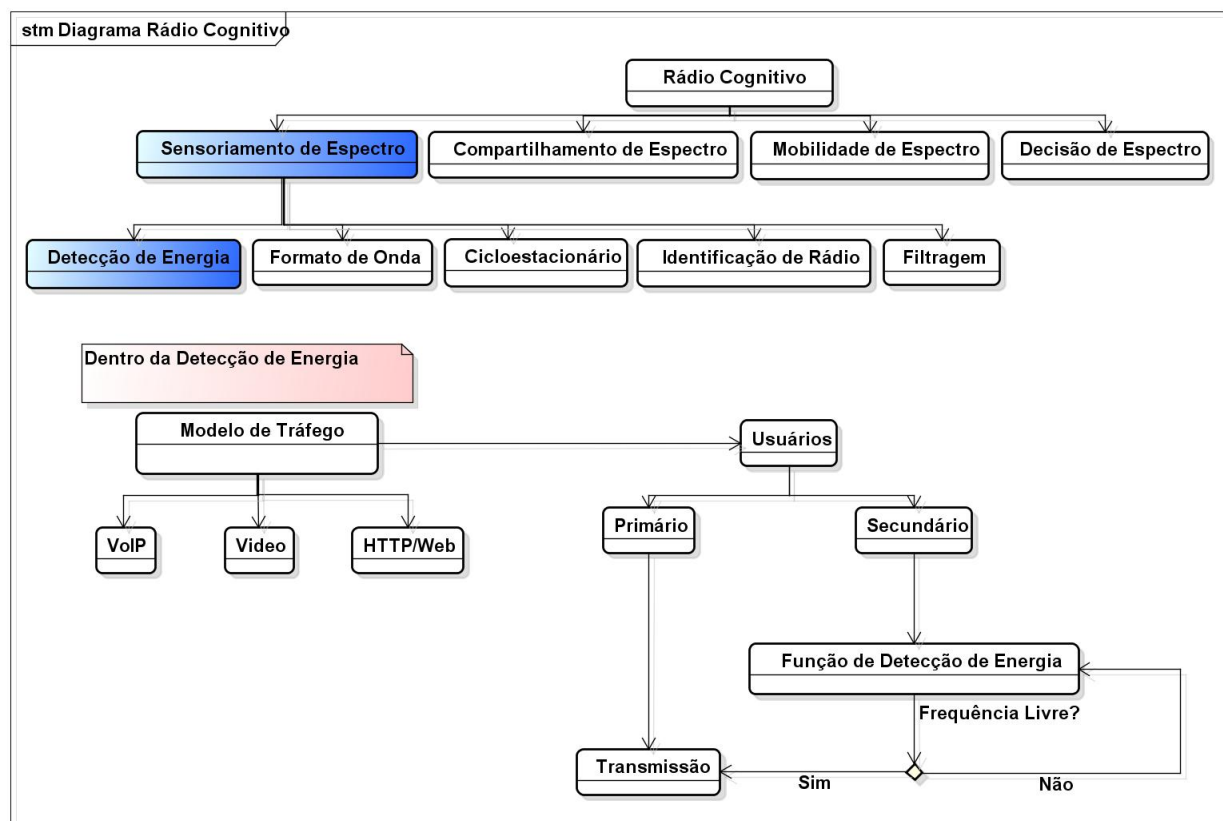 stm Diagrama Rádio Cognitivo
Rádio Cognitivo
Sensoriamento de Espectro
Compartilhamento de Espectro
Mobilidade de Espectro
Decisão de Espectro
Detecção de Energia
Formato de Onda
Cicloestacionário
Identificação de Rádio
Filtragem
Dentro da Detecção de Energia
Modelo de Tráfego
Usuários
VoIP
Video
HTTP/Web
Primário
Secundário
Função de Detecção de Energia
Frequência Livre?
Transmissão
Sim
Não